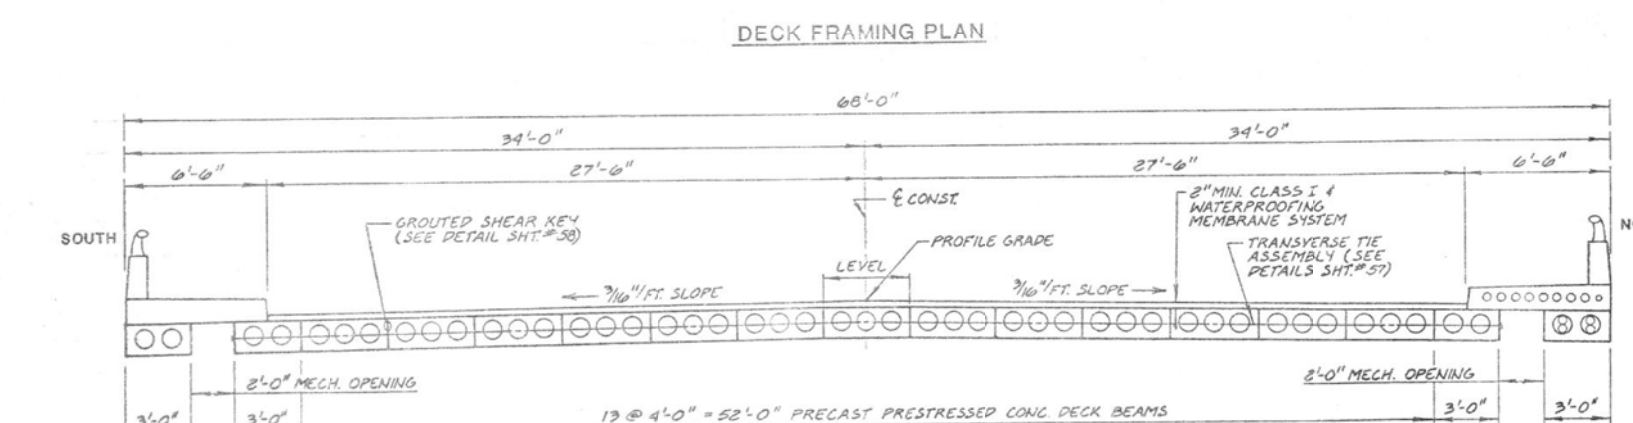 DECK FRAMING PLAN
68'-0"
34'-0" 34'-0"
6'-6" 27'-6" 27'-6" 6'-6"
℄ CONST.
2" MIN. CLASS I &
WATERPROOFING
MEMBRANE SYSTEM
GROUTED SHEAR KEY
(SEE DETAIL SHT. #58)
SOUTH
PROFILE GRADE
TRANSVERSE TIE
ASSEMBLY (SEE
DETAILS SHT. #57)
LEVEL
3/16"/FT. SLOPE 3/16"/FT. SLOPE
2'-0" MECH. OPENING 2'-0" MECH. OPENING
3'-0" 3'-0" 13 @ 4'-0" = 52'-0" PRECAST PRESTRESSED CONC. DECK BEAMS 3'-0" 3'-0"